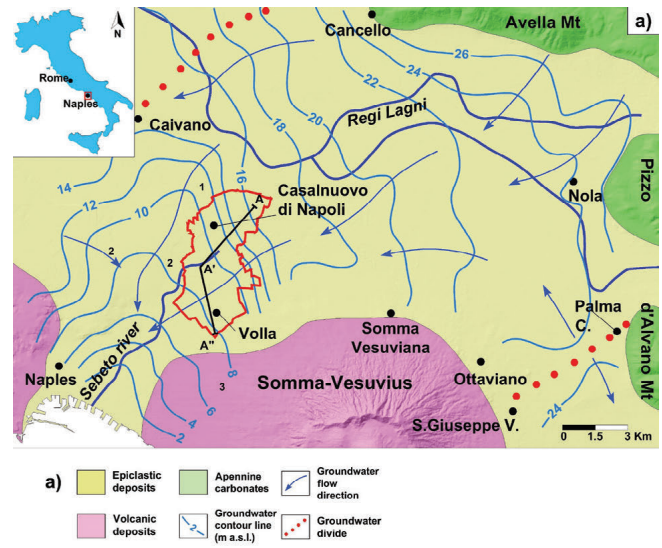 a)
N
Rome
Naples
Avella Mt
Cancello
26
24
22
20
18
16
Regi Lagni
Caivano
14
12
10
8
1
Casalnuovo
di Napoli
A
Pizzo
Nola
2
2
A'
A''
Volla
Somma
Vesuviana
Palma
C.
d'Alvano Mt
Sebeto river
Naples
8
6
4
2
3
Somma-Vesuvius
Ottaviano
24
S.Giuseppe V.
0 1.5 3 Km
a)
Epiclastic
deposits
Apennine
carbonates
Groundwater
flow
direction
Volcanic
deposits
2
Groundwater
contour line
(m a.s.l.)
Groundwater
divide